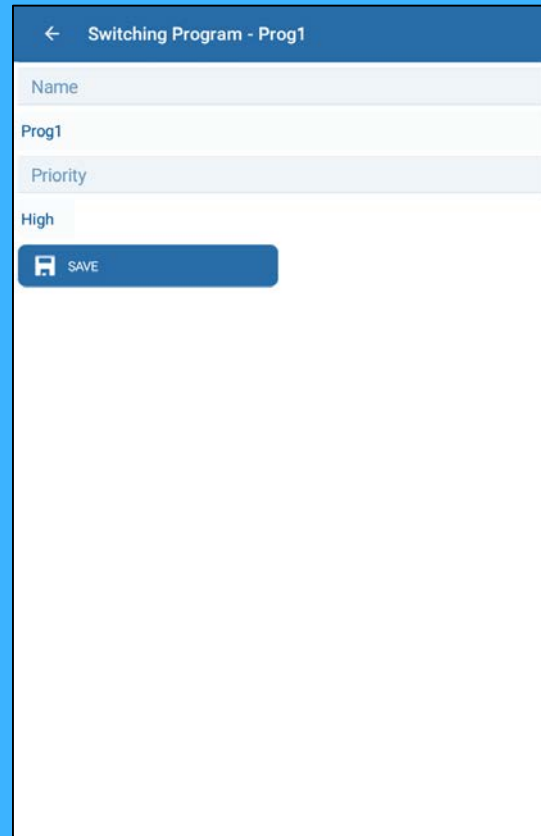 Switching Program - Prog1
Name
Prog1
Priority
High
SAVE